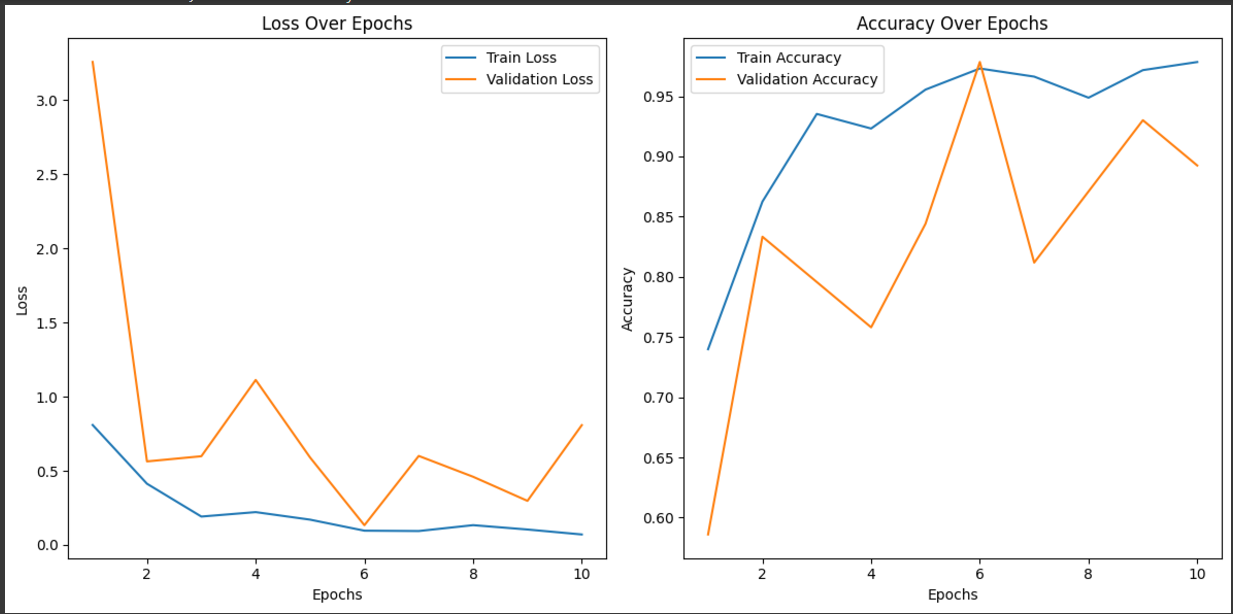 Loss Over Epochs
Train Loss
Validation Loss
3.0
2.5
2.0
1.5
1.0
0.5
0.0
Loss
2 4 6 8 10
Epochs
Accuracy Over Epochs
Train Accuracy
Validation Accuracy
0.95
0.90
0.85
0.80
0.75
0.70
0.65
0.60
Accuracy
2 4 6 8 10
Epochs